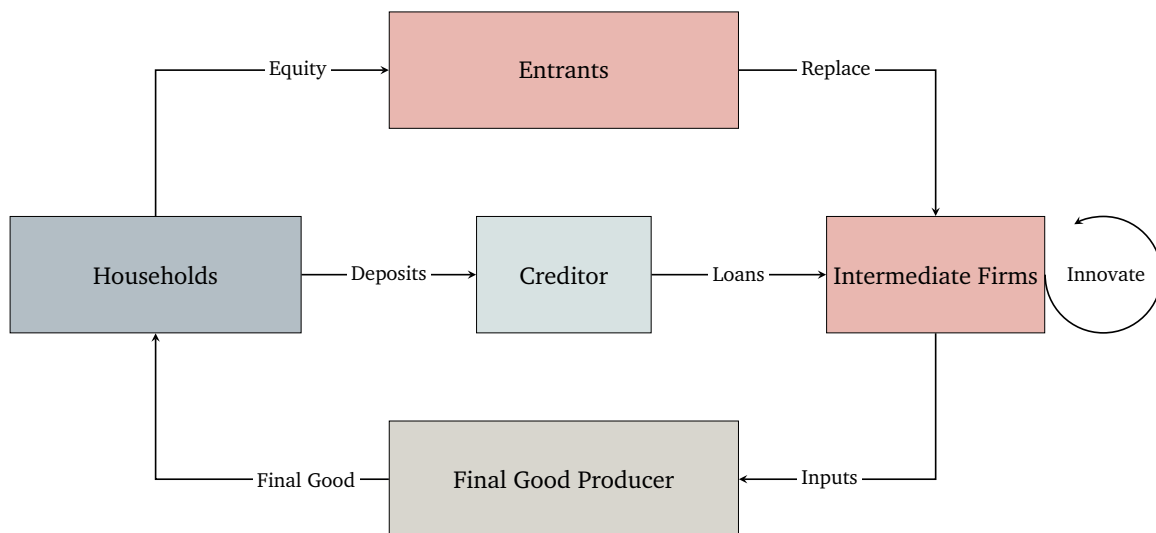 Entrants
Equity
Replace
Households
Deposits
Creditor
Loans
Intermediate Firms
Innovate
Final Good
Final Good Producer
Inputs